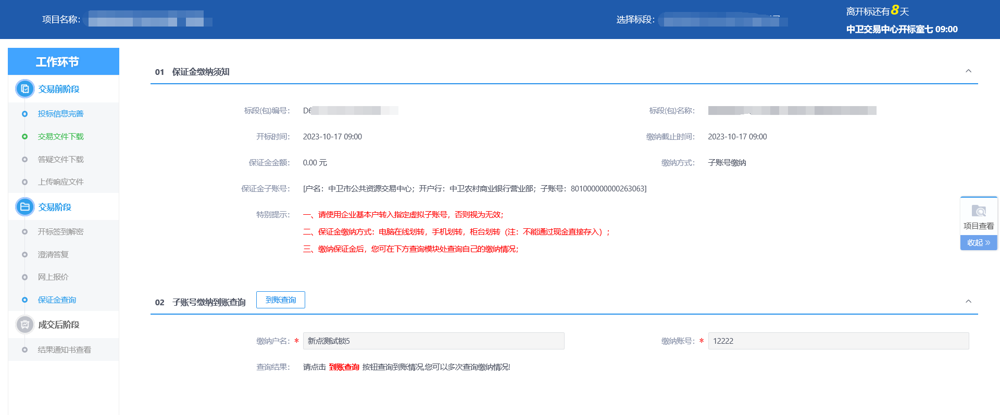 项目名称：
选择标段：
离开标还有8天
中卫交易中心开标室七 09:00
工作环节
交易前阶段
投标信息完善
交易文件下载
答疑文件下载
上传响应文件
交易阶段
开标签到解密
澄清答复
网上报价
保证金查询
成交后阶段
结果通知书查看
01 保证金缴纳须知
标段(包)编号： D6
标段(包)名称：
开标时间： 2023-10-17 09:00
缴纳截止时间： 2023-10-17 09:00
保证金金额： 0.00 元
缴纳方式： 子账号缴纳
保证金子账号： [户名：中卫市公共资源交易中心；开户行：中卫农村商业银行营业部；子账号：801000000000263063]
特别提示： 一、请使用企业基本户转入指定虚拟子账号，否则视为无效；
二、保证金缴纳方式：电脑在线划转，手机划转，柜台划转（注：不能通过现金直接存入）；
三、缴纳保证金后，您可在下方查询模块处查询自己的缴纳情况；
02 子账号缴纳到账查询 到账查询
缴纳户名： * 新点测试锁5
缴纳账号： * 12222
查询结果： 请点击 到账查询 按钮查询到账情况,您可以多次查询缴纳情况!
项目查看
收起 »